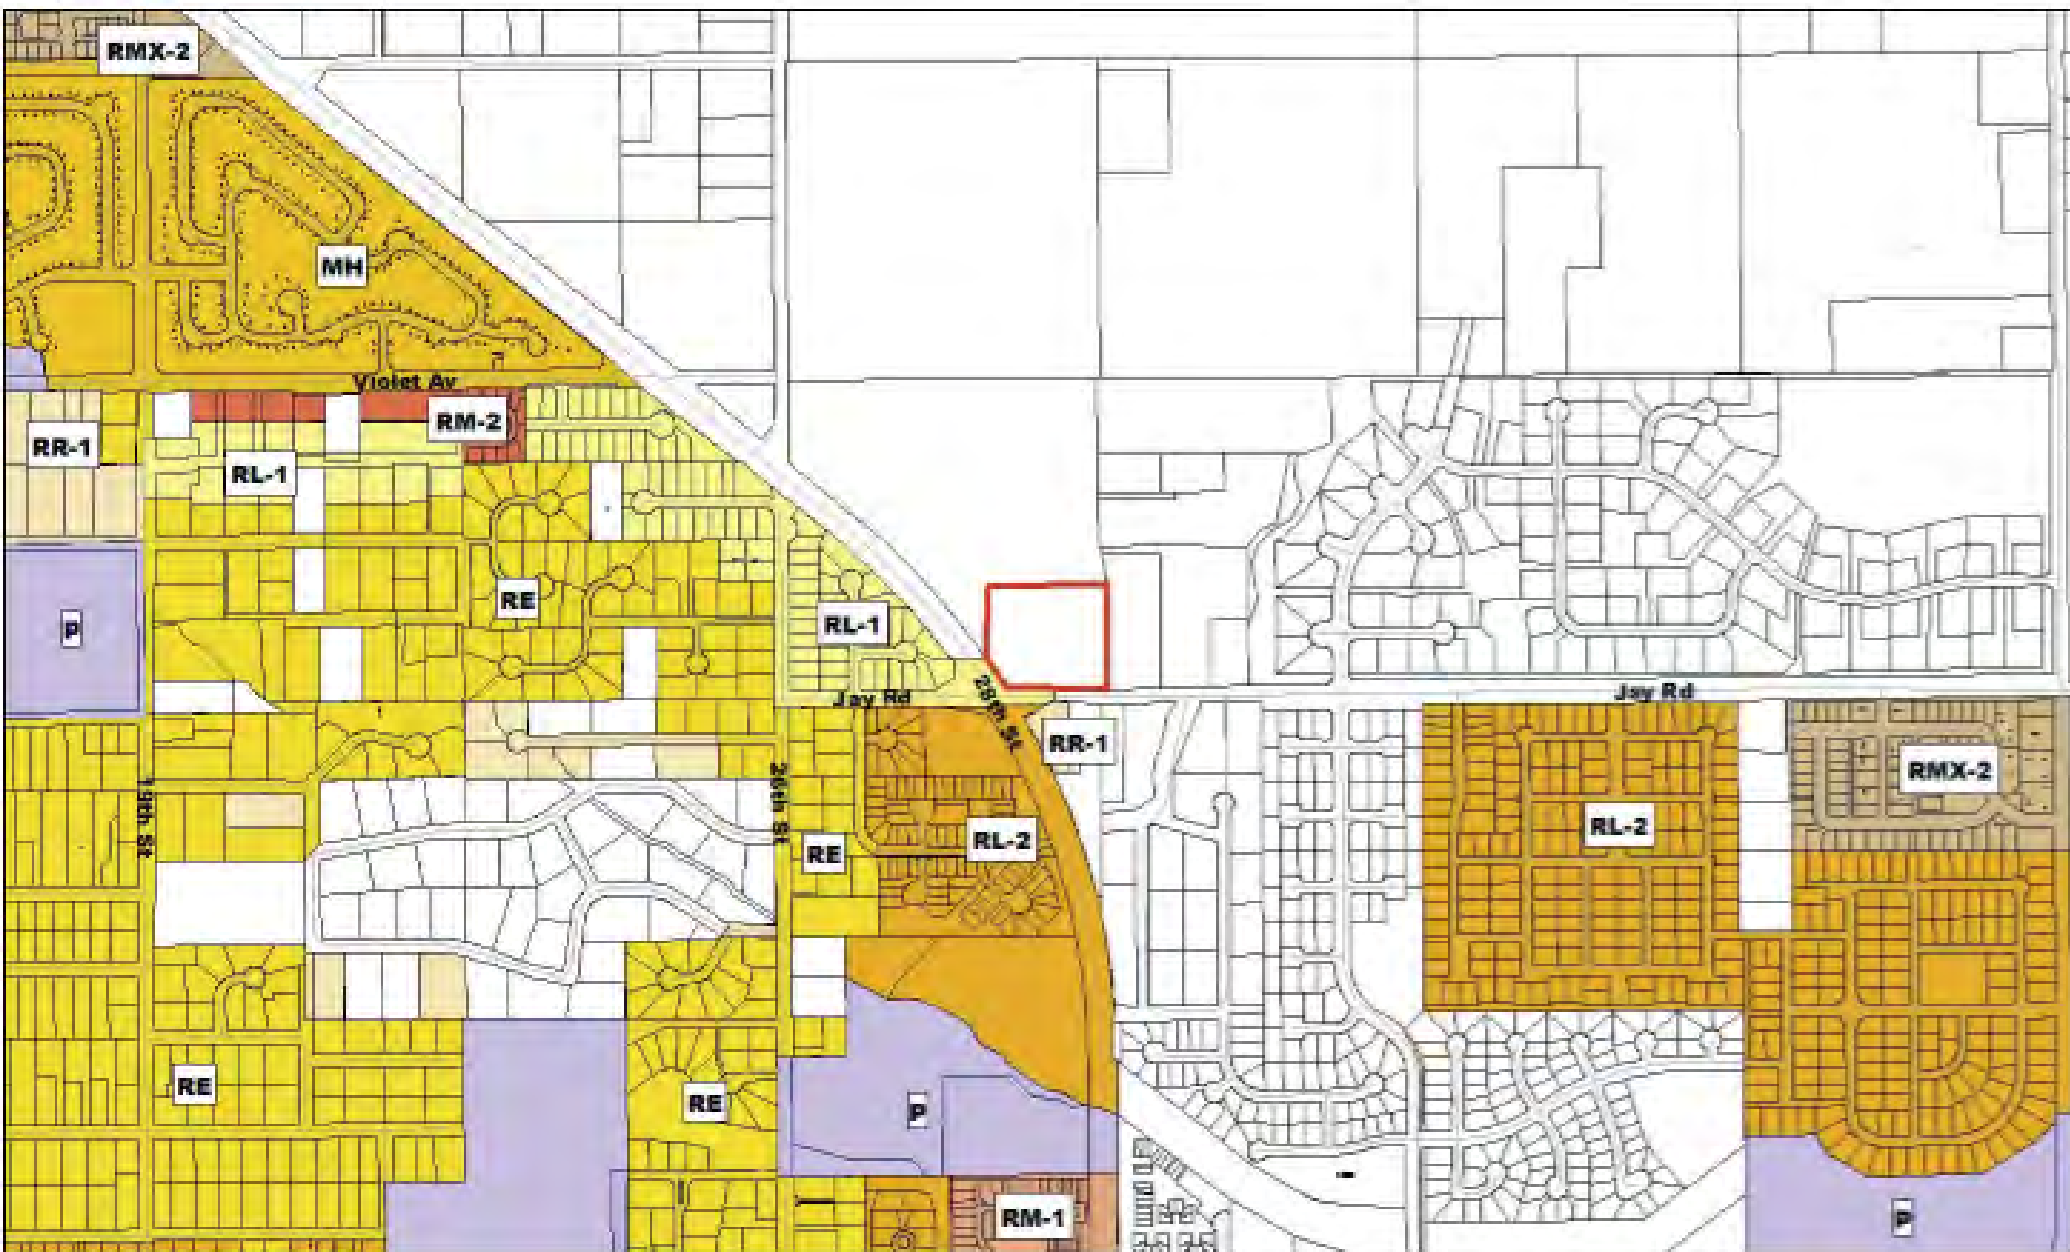 RMX-2
MH
Violet Av
RM-2
RR-1
RL-1
RE
P
RL-1
Jay Rd
28th St
Jay Rd
RR-1
RMX-2
19th St
26th St
RL-2
RE
RL-2
RE
RE
P
RM-1
P